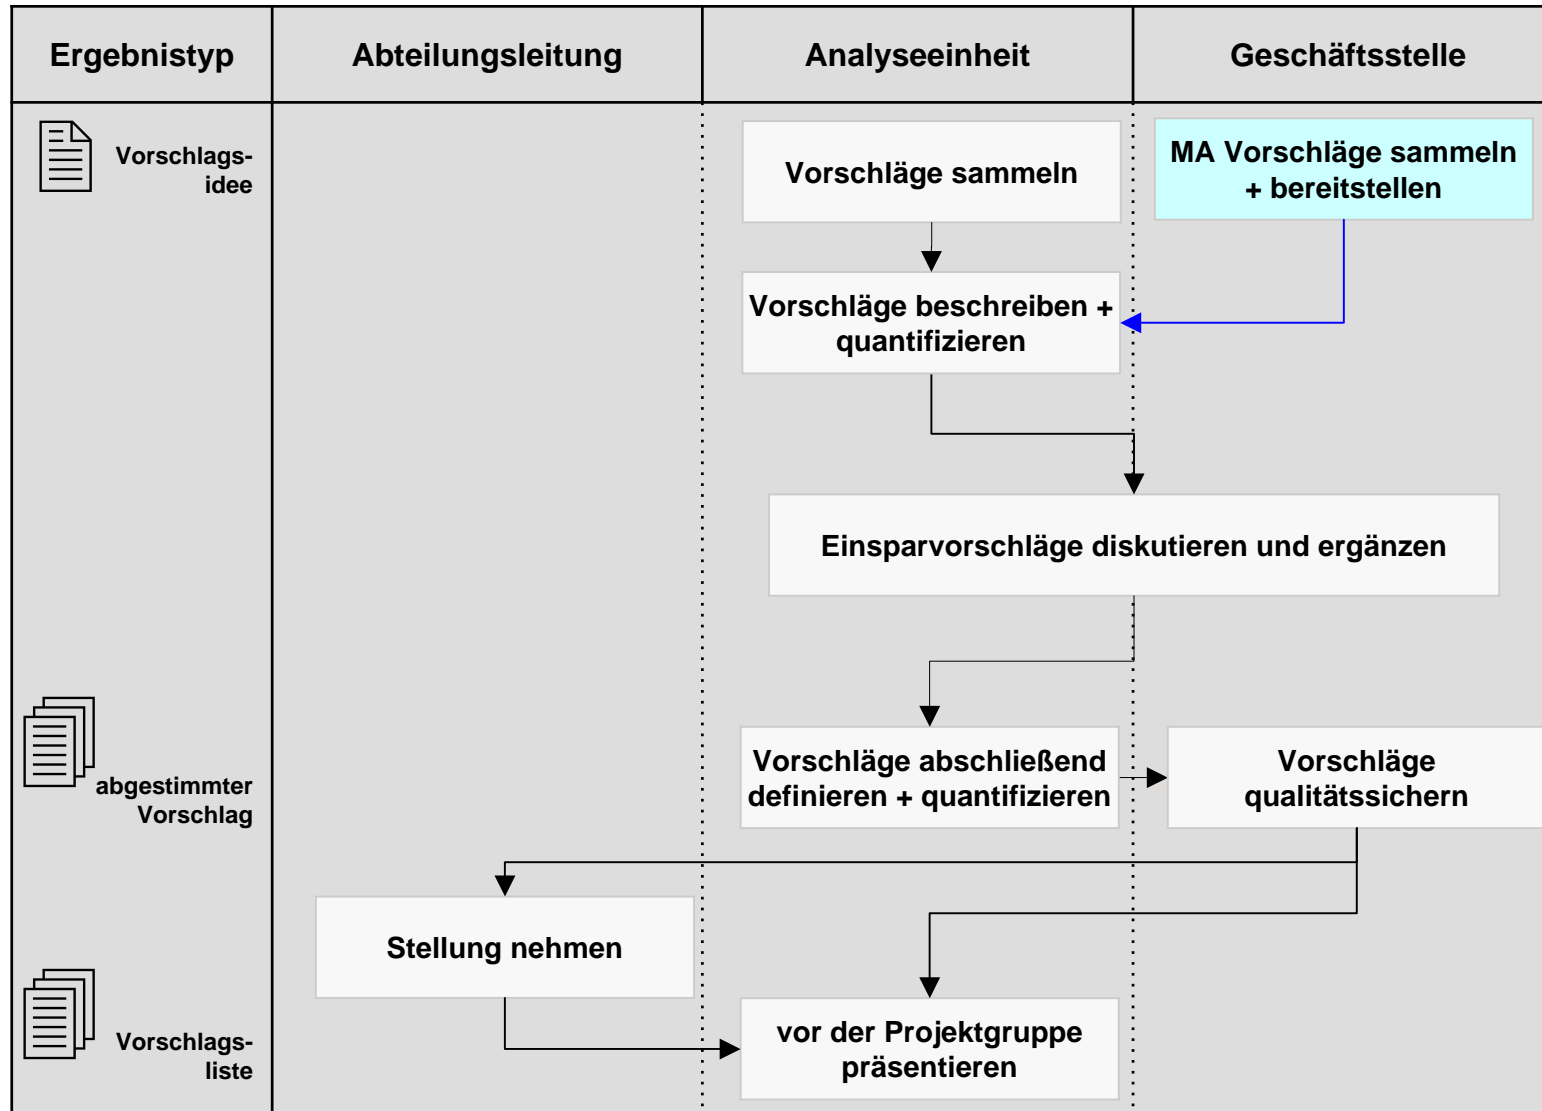 Ergebnistyp
Abteilungsleitung
Analyseeinheit
Geschäftsstelle
Vorschlags-
idee
Vorschläge sammeln
MA Vorschläge sammeln
+ bereitstellen
Vorschläge beschreiben +
quantifizieren
Einsparvorschläge diskutieren und ergänzen
abgestimmter
Vorschlag
Vorschläge abschließend
definieren + quantifizieren
Vorschläge
qualitätssichern
Stellung nehmen
Vorschlags-
liste
vor der Projektgruppe
präsentieren